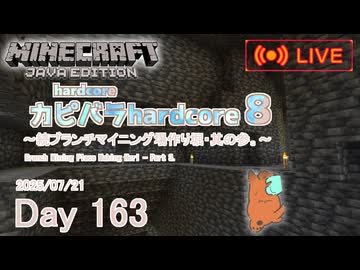 MINECRAFT
JAVA EDITION
LIVE
hardcore
カピバラhardcore 8
～続ブランチマイニング場作り掘・其の参。～
Branch Mining Place Making Hori - Part 3.
2025/07/21
Day 163